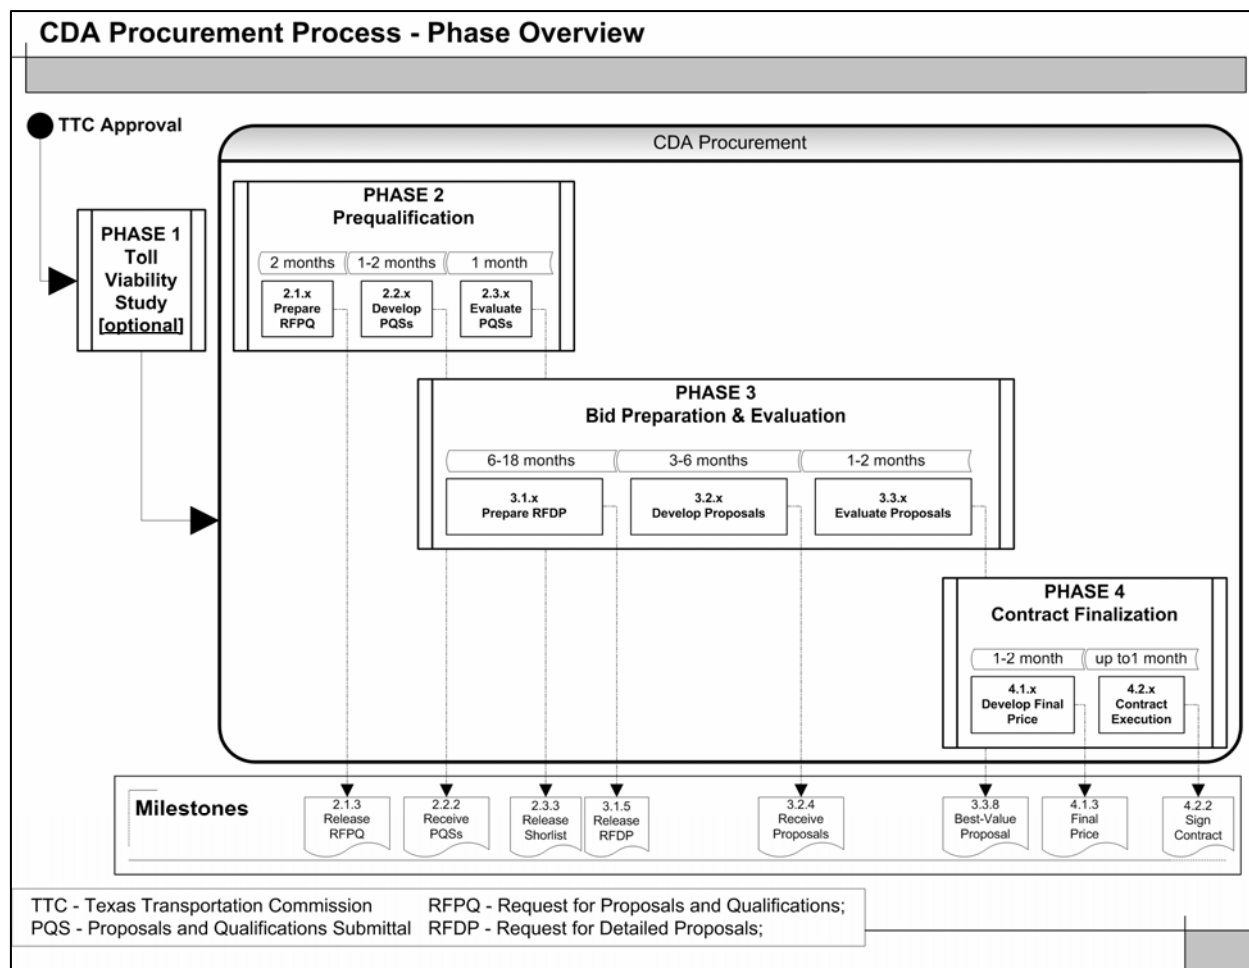 CDA Procurement Process - Phase Overview
TTC Approval
CDA Procurement
PHASE 1
Toll
Viability
Study
[optional]
PHASE 2
Prequalification
2 months
1-2 months
1 month
2.1.x
Prepare
RFPQ
2.2.x
Develop
PQSs
2.3.x
Evaluate
PQSs
PHASE 3
Bid Preparation & Evaluation
6-18 months
3-6 months
1-2 months
3.1.x
Prepare RFDP
3.2.x
Develop Proposals
3.3.x
Evaluate Proposals
PHASE 4
Contract Finalization
1-2 month
up to1 month
4.1.x
Develop Final
Price
4.2.x
Contract
Execution
Milestones
2.1.3
Release
RFPQ
2.2.2
Receive
PQSs
2.3.3
Release
Shorlist
3.1.5
Release
RFDP
3.2.4
Receive
Proposals
3.3.8
Best-Value
Proposal
4.1.3
Final
Price
4.2.2
Sign
Contract
TTC - Texas Transportation Commission
PQS - Proposals and Qualifications Submittal
RFPQ - Request for Proposals and Qualifications;
RFDP - Request for Detailed Proposals;